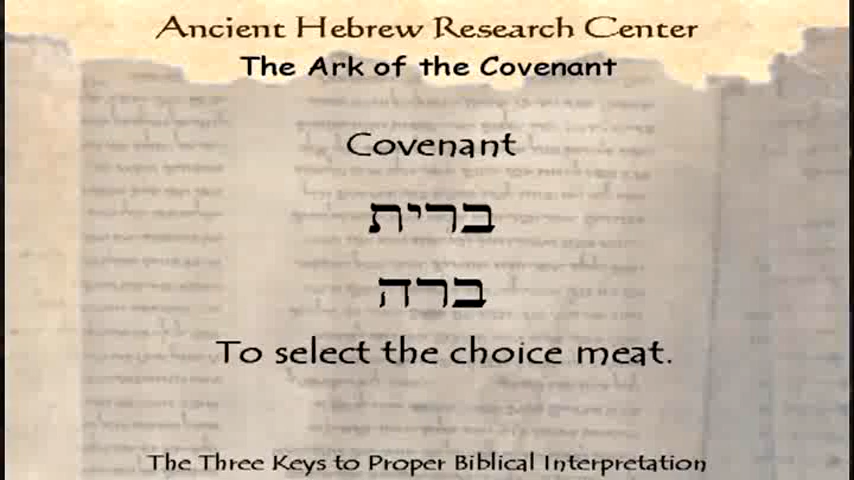 Ancient Hebrew Research Center
The Ark of the Covenant
Covenant
ברית
ברה
To select the choice meat.
The Three Keys to Proper Biblical Interpretation